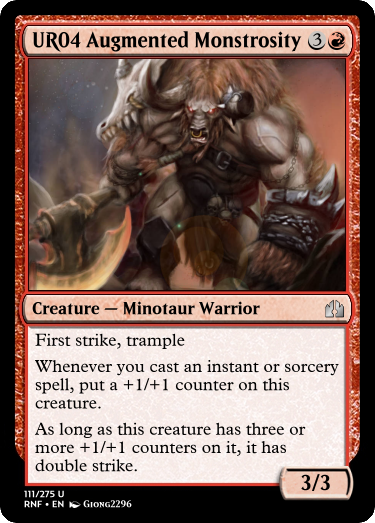 UR04 Augmented Monstrosity 3
Creature — Minotaur Warrior
First strike, trample
Whenever you cast an instant or sorcery
spell, put a +1/+1 counter on this
creature.
As long as this creature has three or
more +1/+1 counters on it, it has
double strike.
3/3
111/275 U
RNF • EN Giong2296